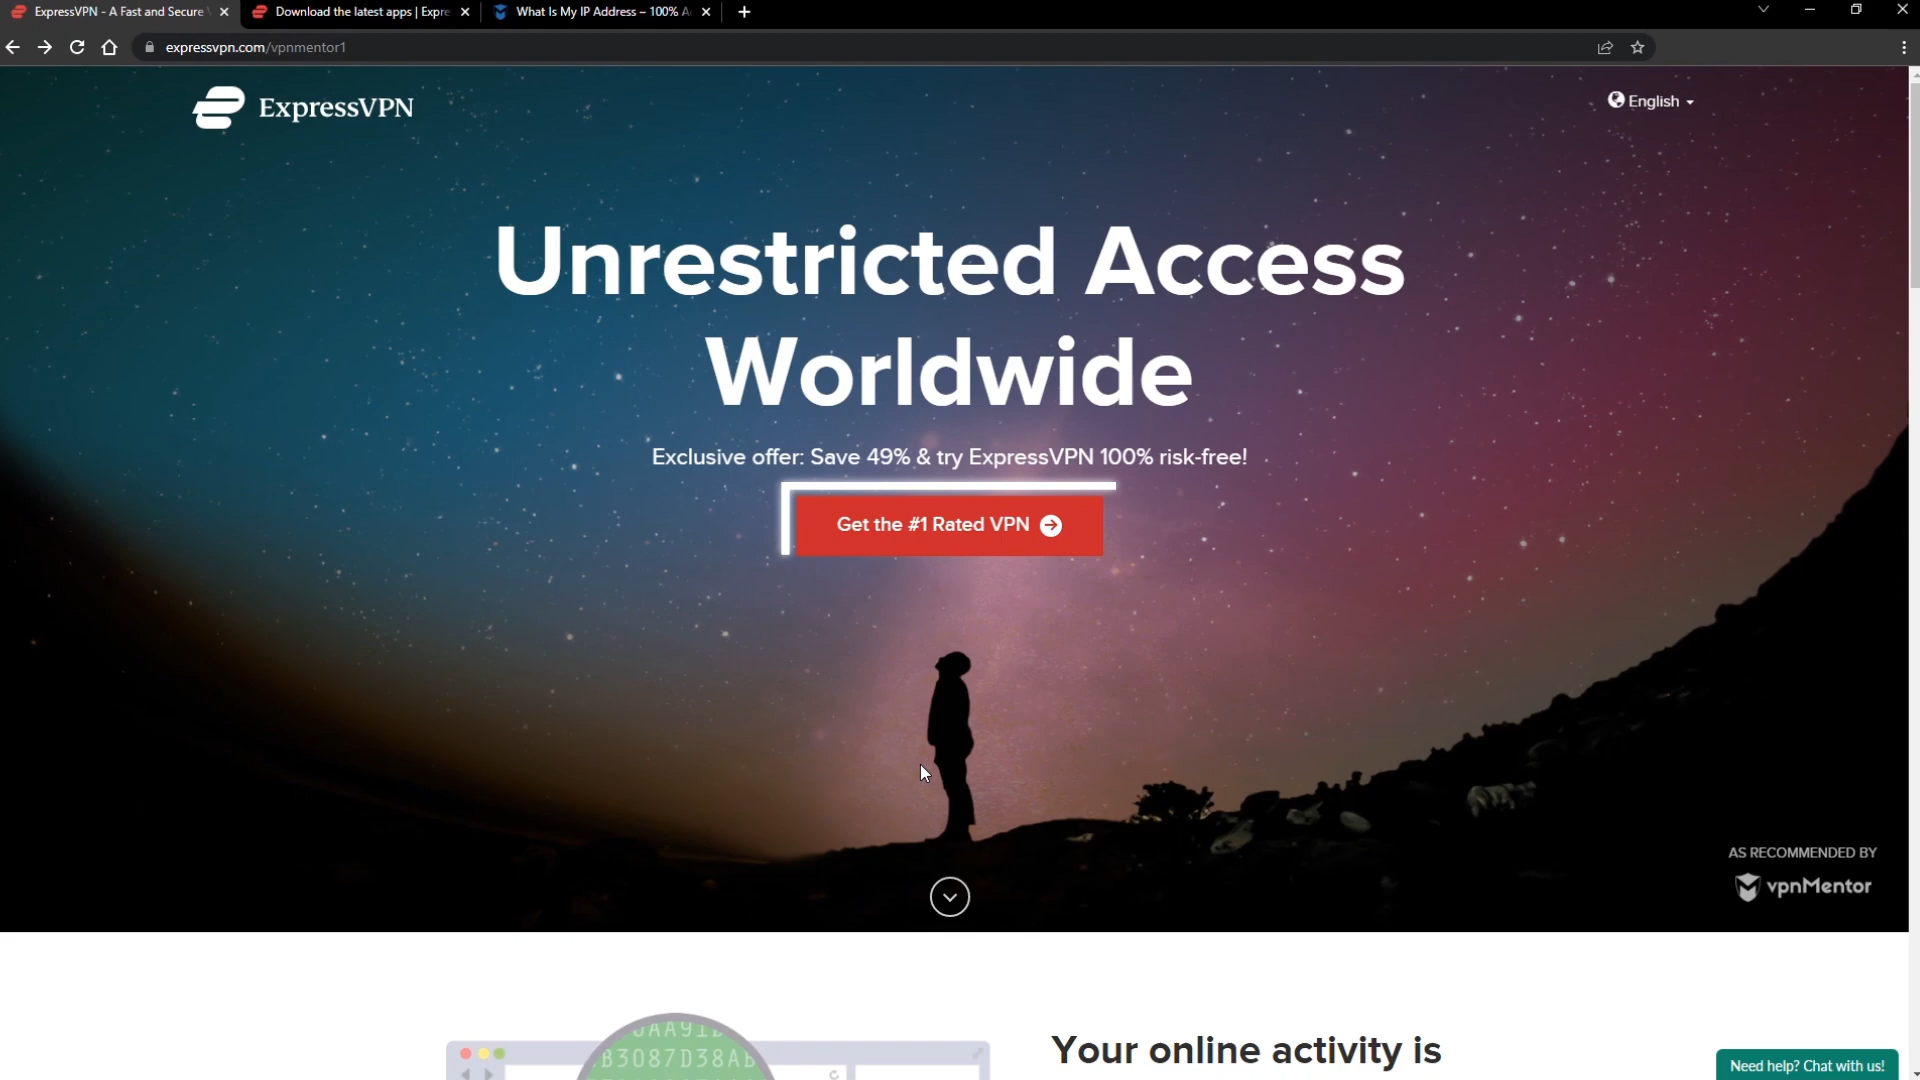 ExpressVPN - A Fast and Secure
Download the latest apps | Expre
What Is My IP Address – 100% A
expressvpn.com/vpnmentor1
ExpressVPN
English
Unrestricted Access
Worldwide
Exclusive offer: Save 49% & try ExpressVPN 100% risk-free!
Get the #1 Rated VPN
AS RECOMMENDED BY
vpnMentor
B3087D38AB
Your online activity is
Need help? Chat with us!